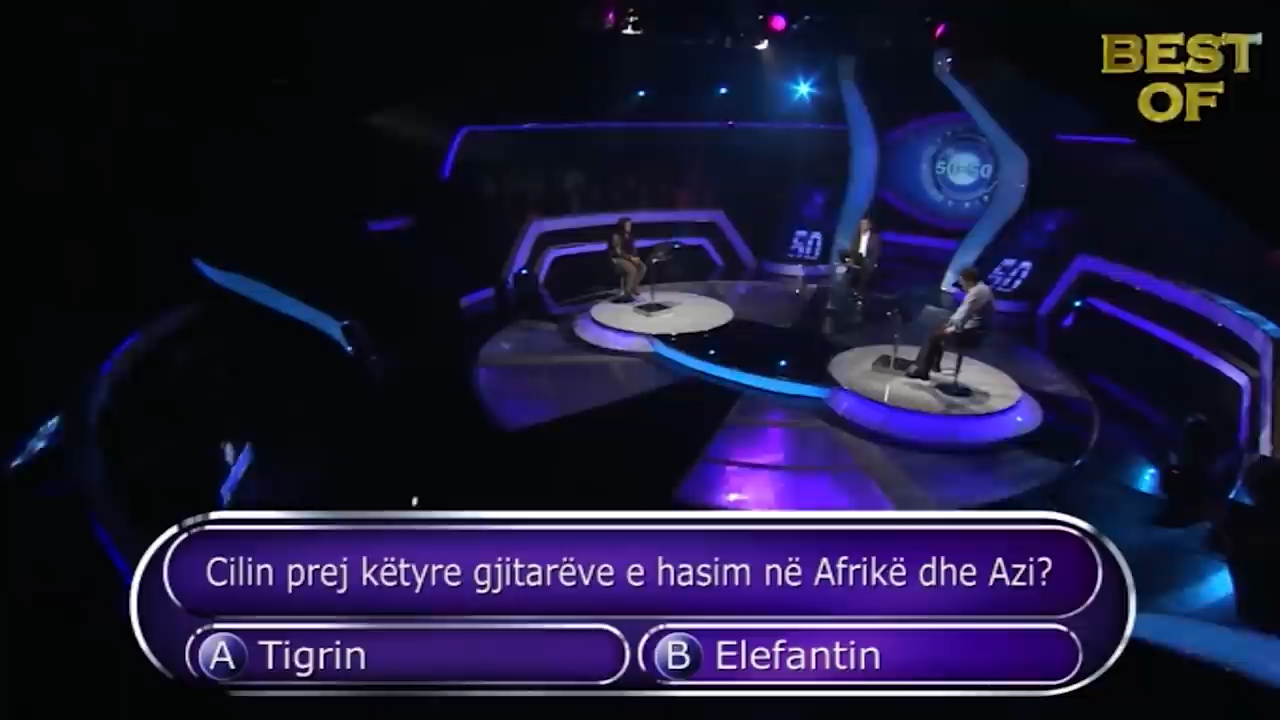 BEST
OF
50-50
50
50
Cilin prej këtyre gjitarëve e hasim në Afrikë dhe Azi?
A Tigrin
B Elefantin